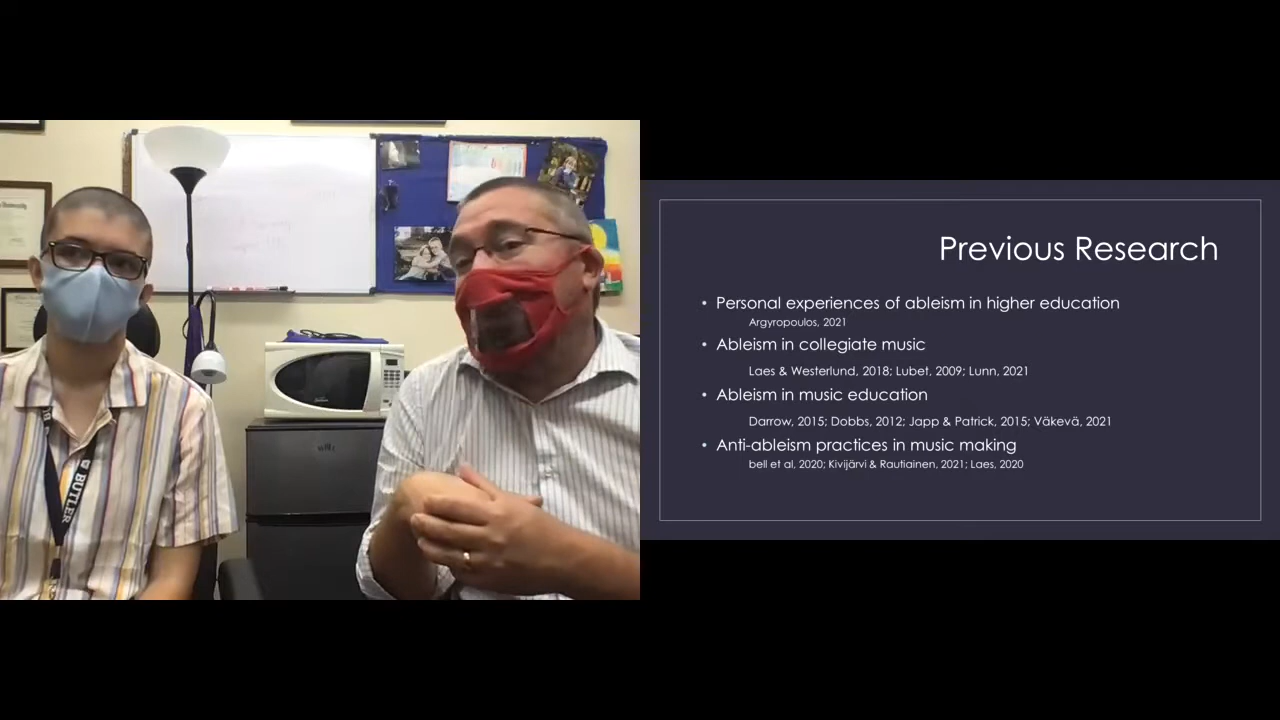 BUTLER
Previous Research
• Personal experiences of ableism in higher education
Argyropoulos, 2021
• Ableism in collegiate music
Laes & Westerlund, 2018; Lubet, 2009; Lunn, 2021
• Ableism in music education
Darrow, 2015; Dobbs, 2012; Japp & Patrick, 2015; Väkevä, 2021
• Anti-ableism practices in music making
bell et al, 2020; Kivijärvi & Rautiainen, 2021; Laes, 2020